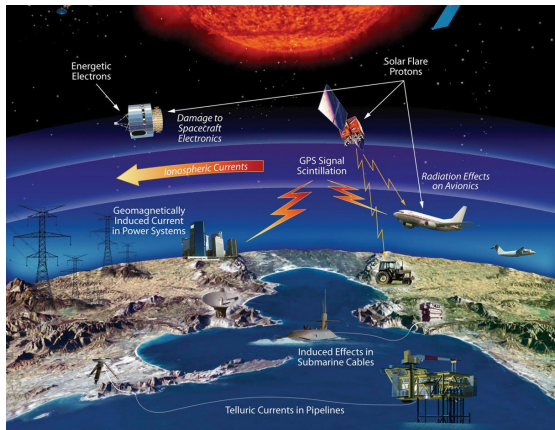 Energetic
Electrons
Solar Flare
Protons
Damage to
Spacecraft
Electronics
Ionospheric Currents
GPS Signal
Scintillation
Radiation Effects
on Avionics
Geomagnetically
Induced Current
in Power Systems
Induced Effects in
Submarine Cables
Telluric Currents in Pipelines